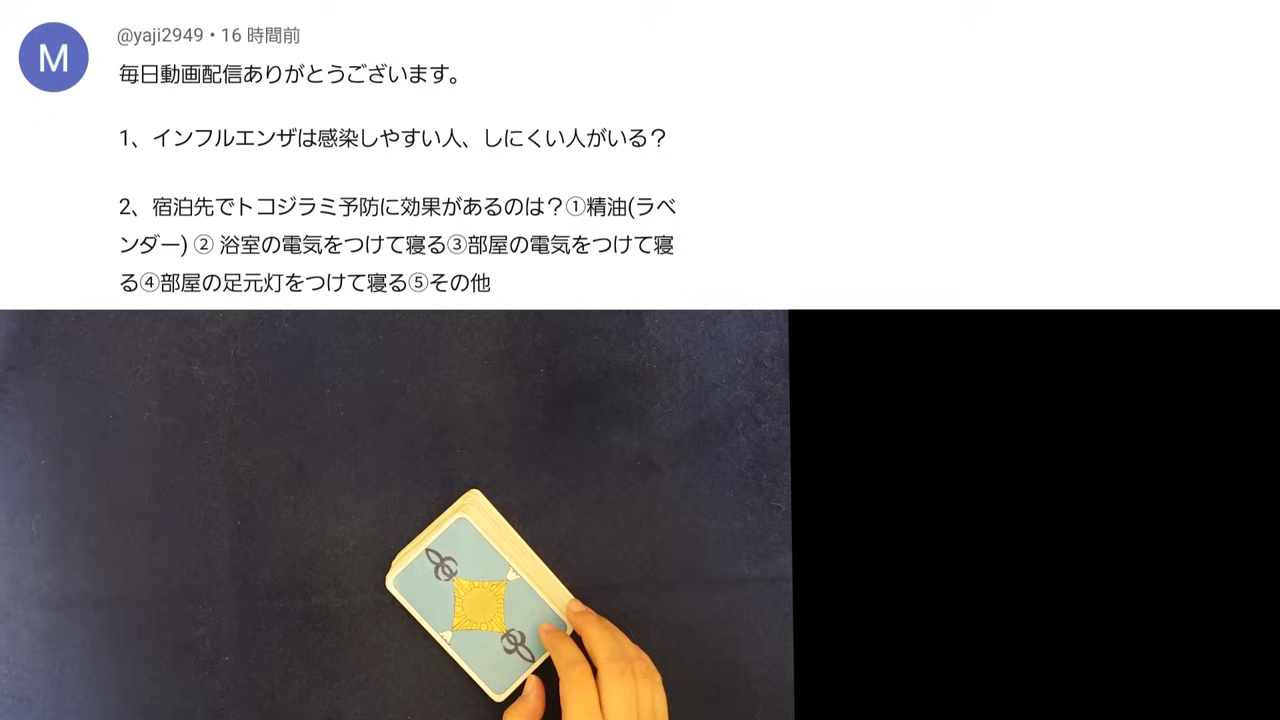 M
@yaji2949・16 時間前
毎日動画配信ありがとうございます。
1、インフルエンザは感染しやすい人、しにくい人がいる？
2、宿泊先でトコジラミ予防に効果があるのは？①精油(ラベ
ンダー) ② 浴室の電気をつけて寝る③部屋の電気をつけて寝
る④部屋の足元灯をつけて寝る⑤その他